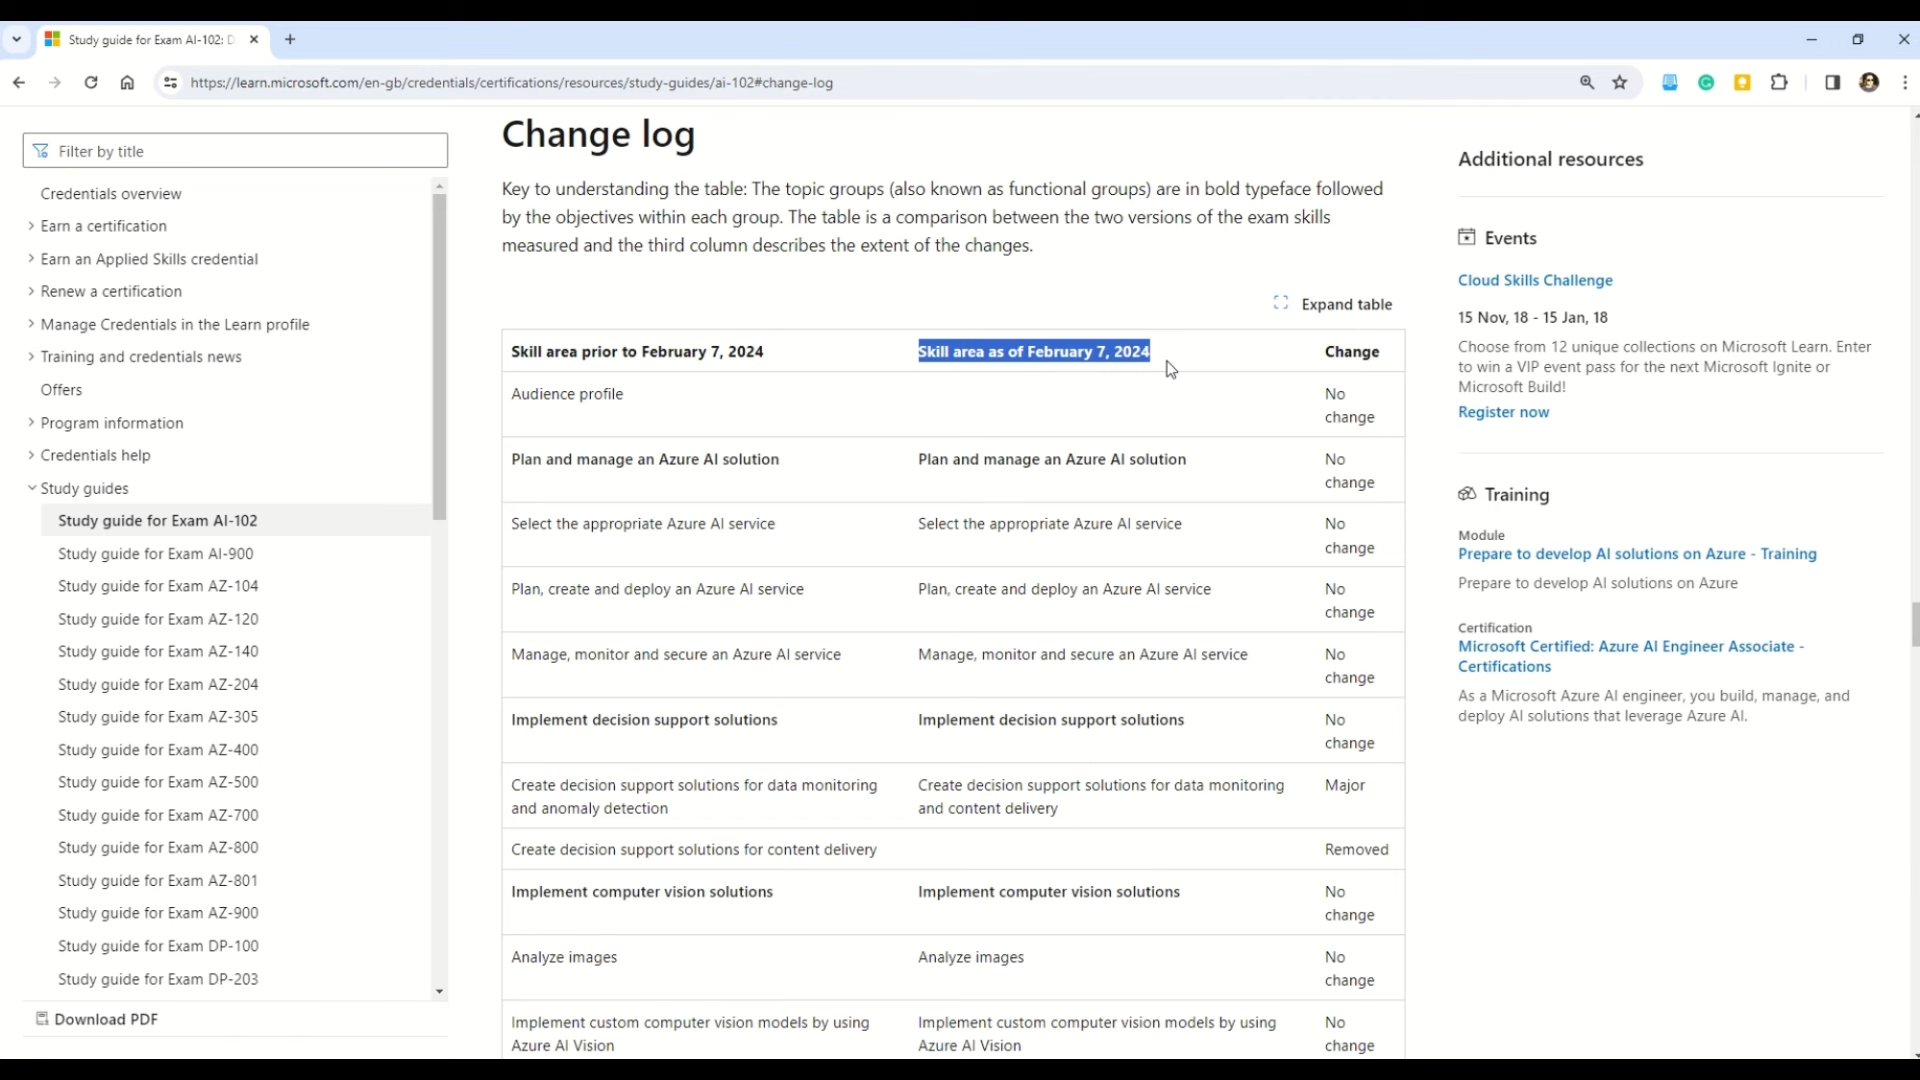 Study guide for Exam AI-102: D
https://learn.microsoft.com/en-gb/credentials/certifications/resources/study-guides/ai-102#change-log
Filter by title
Credentials overview
Earn a certification
Earn an Applied Skills credential
Renew a certification
Manage Credentials in the Learn profile
Training and credentials news
Offers
Program information
Credentials help
Study guides
Study guide for Exam AI-102
Study guide for Exam AI-900
Study guide for Exam AZ-104
Study guide for Exam AZ-120
Study guide for Exam AZ-140
Study guide for Exam AZ-204
Study guide for Exam AZ-305
Study guide for Exam AZ-400
Study guide for Exam AZ-500
Study guide for Exam AZ-700
Study guide for Exam AZ-800
Study guide for Exam AZ-801
Study guide for Exam AZ-900
Study guide for Exam DP-100
Study guide for Exam DP-203
Download PDF
Change log
Key to understanding the table: The topic groups (also known as functional groups) are in bold typeface followed
by the objectives within each group. The table is a comparison between the two versions of the exam skills
measured and the third column describes the extent of the changes.
Expand table
Skill area prior to February 7, 2024 Skill area as of February 7, 2024 Change
Audience profile No
change
Plan and manage an Azure AI solution Plan and manage an Azure AI solution No
change
Select the appropriate Azure AI service Select the appropriate Azure AI service No
change
Plan, create and deploy an Azure AI service Plan, create and deploy an Azure AI service No
change
Manage, monitor and secure an Azure AI service Manage, monitor and secure an Azure AI service No
change
Implement decision support solutions Implement decision support solutions No
change
Create decision support solutions for data monitoring Create decision support solutions for data monitoring Major
and anomaly detection and content delivery
Create decision support solutions for content delivery Removed
Implement computer vision solutions Implement computer vision solutions No
change
Analyze images Analyze images No
change
Implement custom computer vision models by using Implement custom computer vision models by using No
Azure AI Vision Azure AI Vision change
Additional resources
Events
Cloud Skills Challenge
15 Nov, 18 - 15 Jan, 18
Choose from 12 unique collections on Microsoft Learn. Enter
to win a VIP event pass for the next Microsoft Ignite or
Microsoft Build!
Register now
Training
Module
Prepare to develop AI solutions on Azure - Training
Prepare to develop AI solutions on Azure
Certification
Microsoft Certified: Azure AI Engineer Associate -
Certifications
As a Microsoft Azure AI engineer, you build, manage, and
deploy AI solutions that leverage Azure AI.